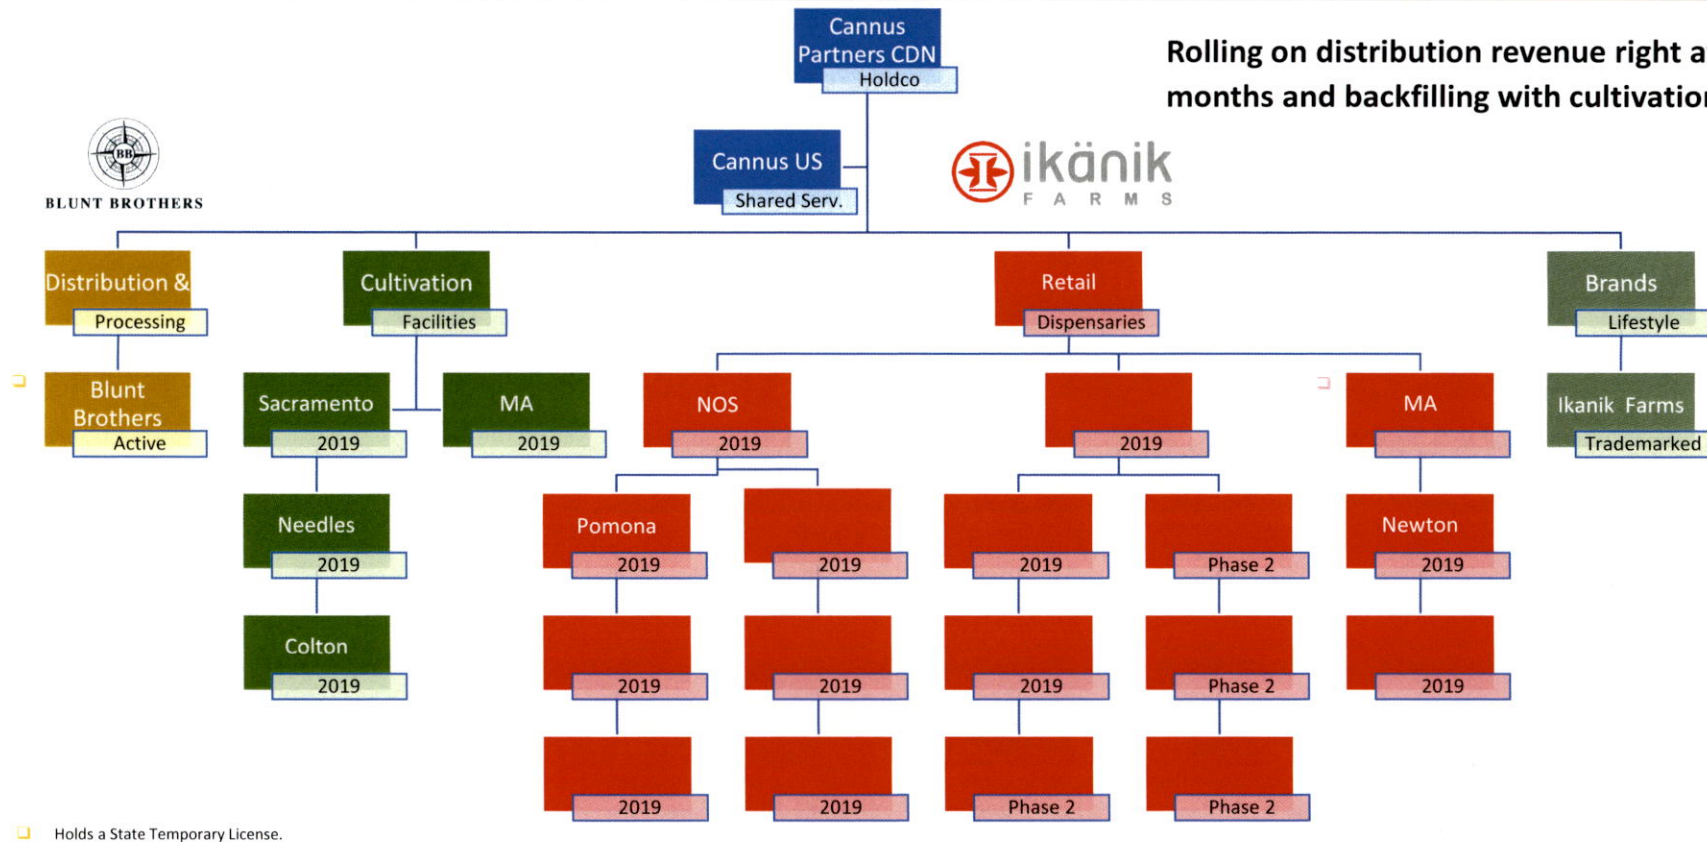 Cannus
Partners CDN
Holdco
Rolling on distribution revenue right a
months and backfilling with cultivation
BB
BLUNT BROTHERS
Cannus US
Shared Serv.
ikänik
FARMS
Distribution &
Processing
Cultivation
Facilities
Retail
Dispensaries
Brands
Lifestyle
Blunt
Brothers
Active
Sacramento
2019
MA
2019
NOS
2019
2019
MA
Ikanik Farms
Trademarked
Needles
2019
Pomona
2019
2019
2019
Phase 2
Newton
2019
Colton
2019
2019
2019
2019
Phase 2
2019
2019
2019
Phase 2
Phase 2
Holds a State Temporary License.